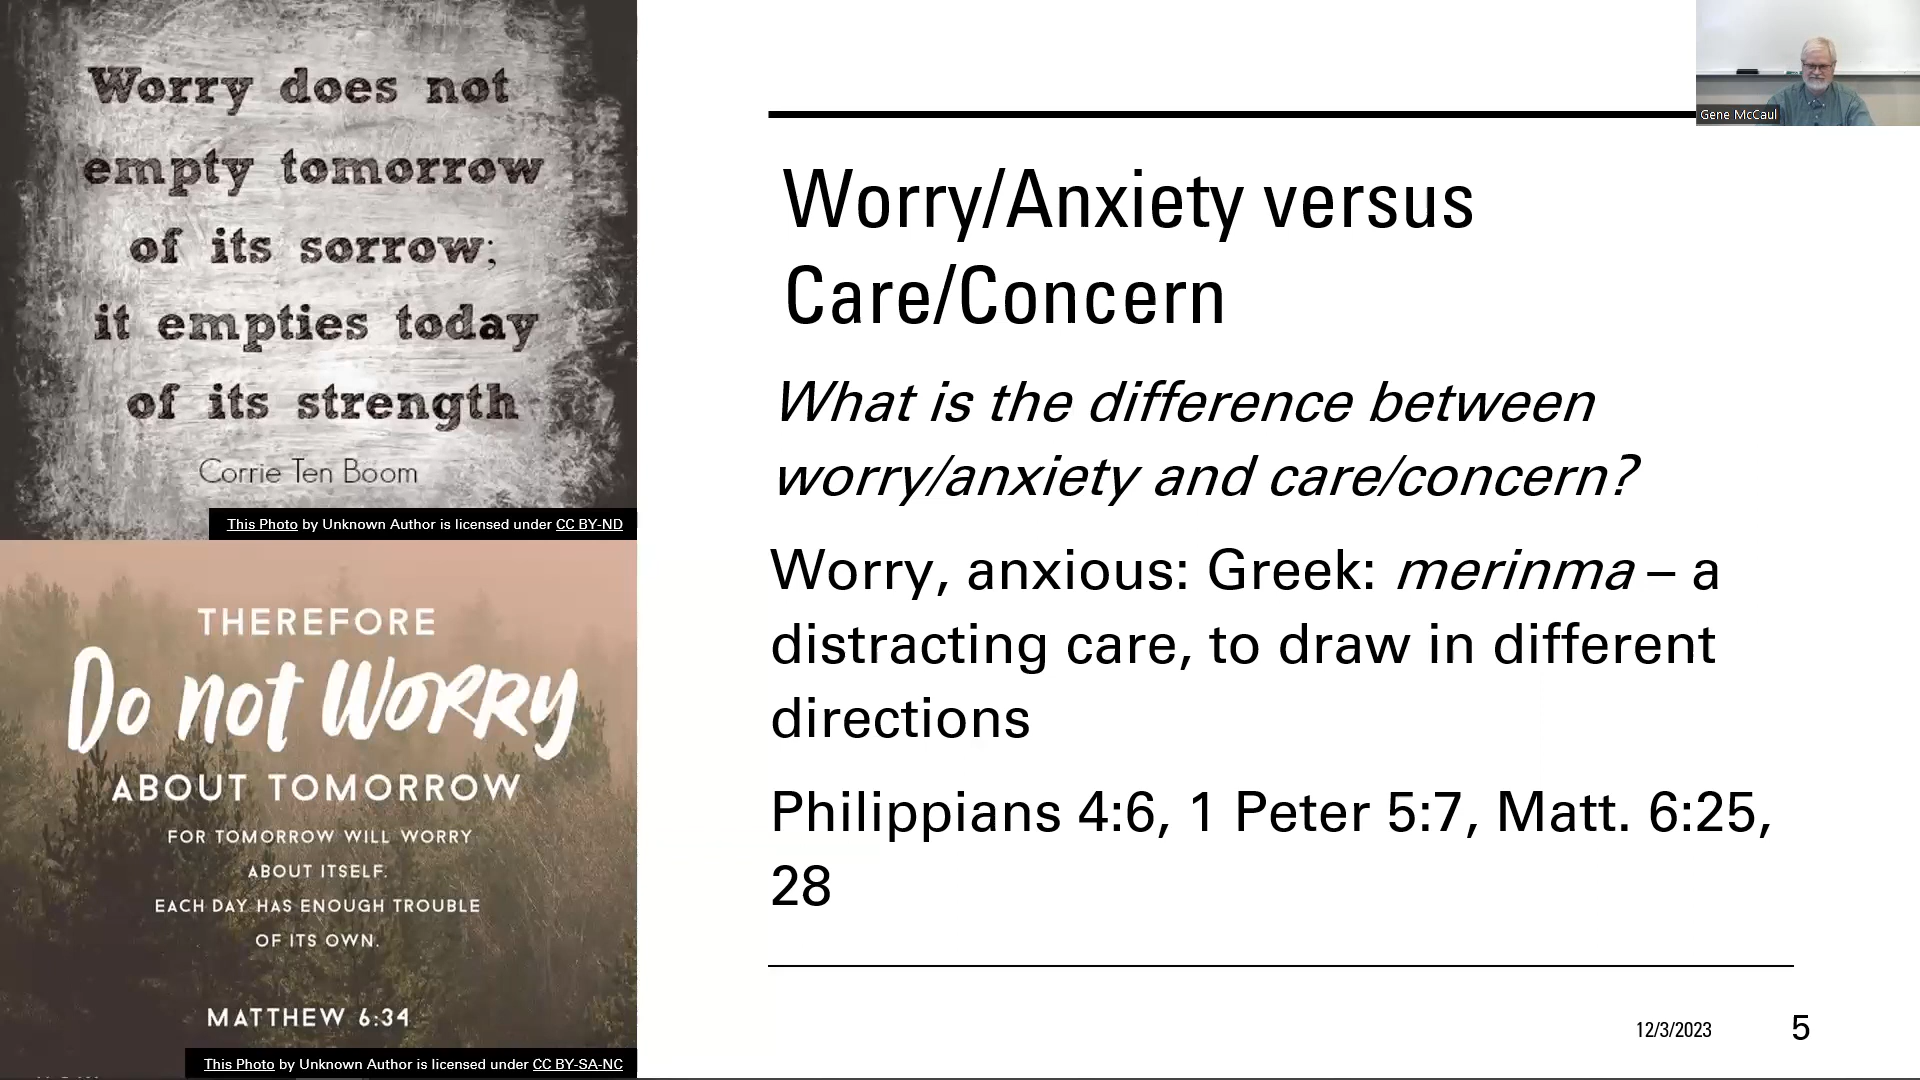 Worry does not
empty tomorrow
of its sorrow;
it empties today
of its strength
Corrie Ten Boom
This Photo by Unknown Author is licensed under CC BY-ND
THEREFORE
Do not WORRY
ABOUT TOMORROW
FOR TOMORROW WILL WORRY
ABOUT ITSELF.
EACH DAY HAS ENOUGH TROUBLE
OF ITS OWN.
MATTHEW 6:34
This Photo by Unknown Author is licensed under CC BY-SA-NC
Gene McCaul
Worry/Anxiety versus
Care/Concern
What is the difference between
worry/anxiety and care/concern?
Worry, anxious: Greek: merinma – a
distracting care, to draw in different
directions
Philippians 4:6, 1 Peter 5:7, Matt. 6:25,
28
12/3/2023
5